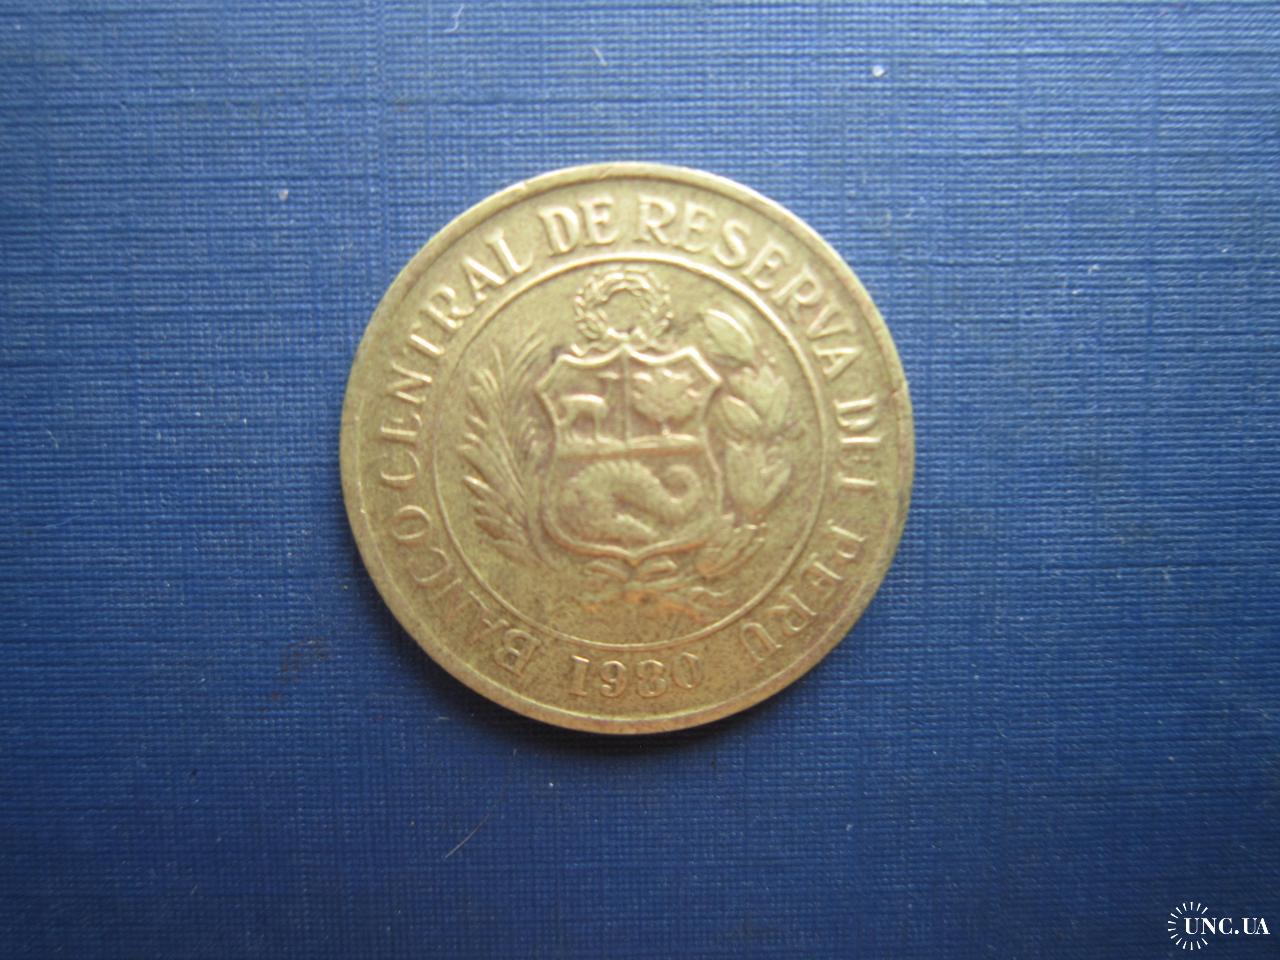 BANCO CENTRAL DE RESERVA DEL PERU
1980
UNC.UA